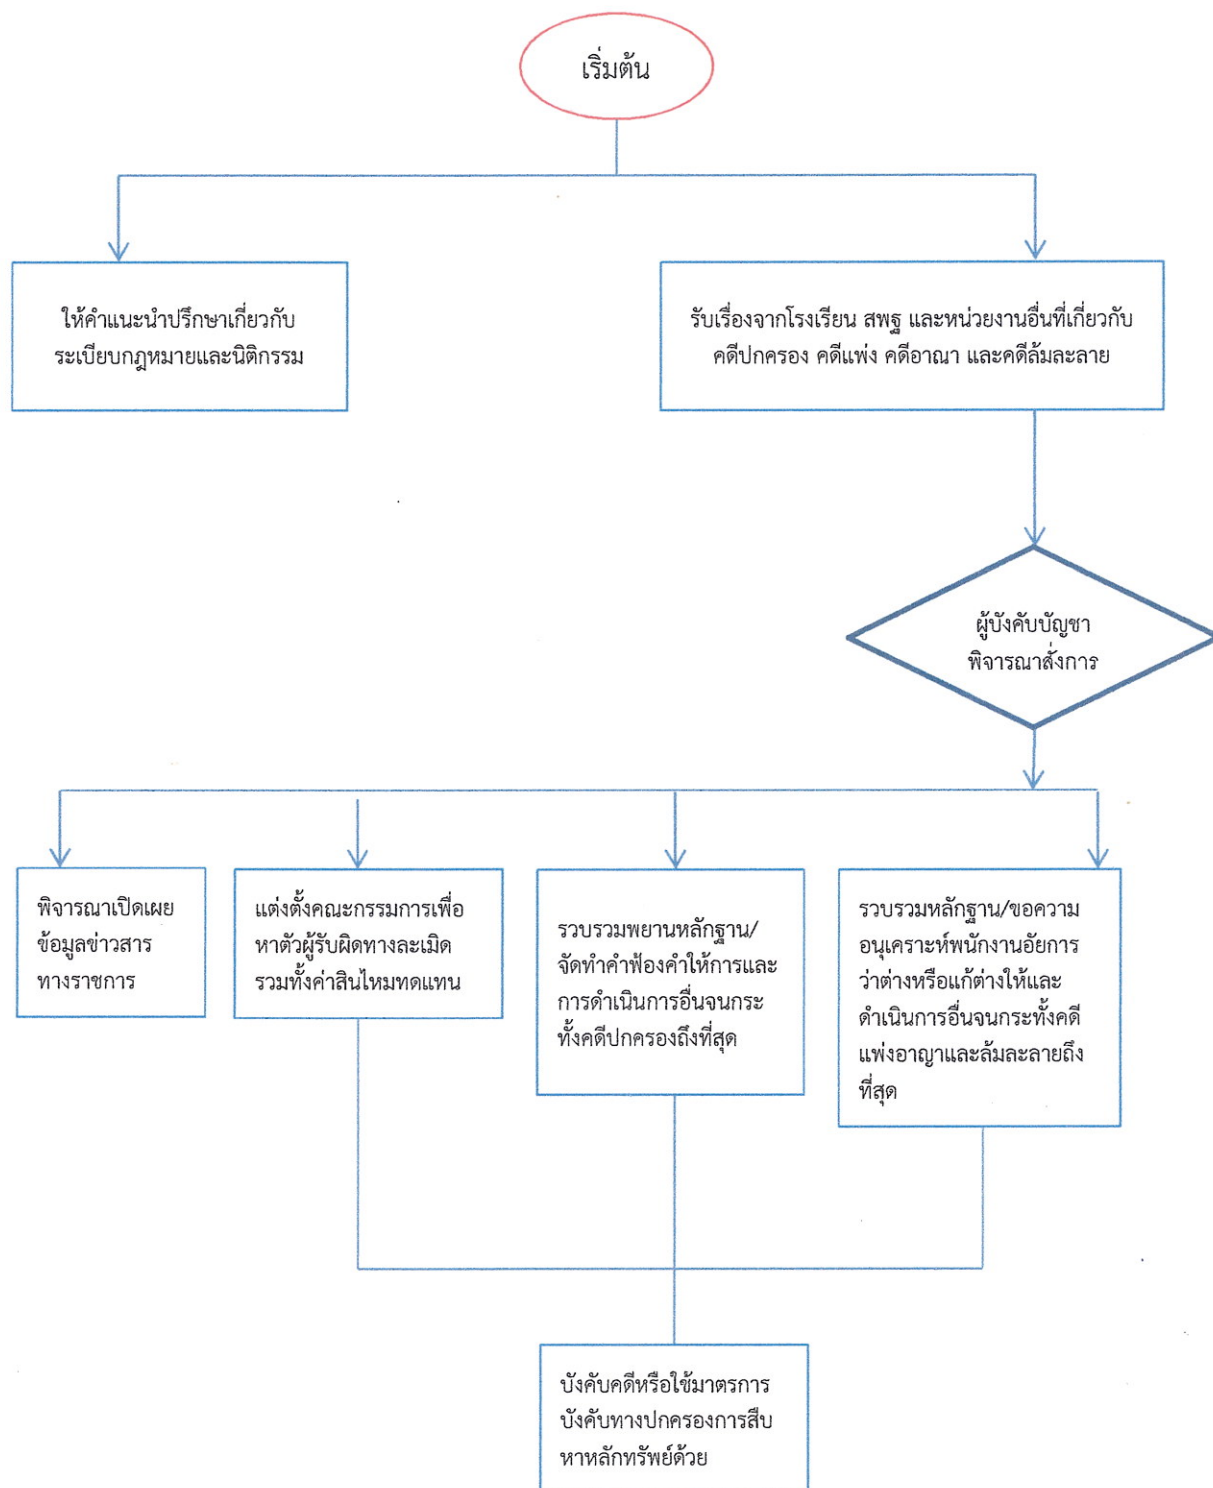 เริ่มต้น
ให้คำแนะนำปรึกษาเกี่ยวกับ
ระเบียบกฎหมายและนิติกรรม
รับเรื่องจากโรงเรียน สพฐ และหน่วยงานอื่นที่เกี่ยวกับ
คดีปกครอง คดีแพ่ง คดีอาณา และคดีล้มละลาย
ผู้บังคับบัญชา
พิจารณาสั่งการ
พิจารณาเปิดเผย
ข้อมูลข่าวสาร
ทางราชการ
แต่งตั้งคณะกรรมการเพื่อ
หาตัวผู้รับผิดทางละเมิด
รวมทั้งค่าสินไหมทดแทน
รวบรวมพยานหลักฐาน/
จัดทำคำฟ้องคำให้การและ
การดำเนินการอื่นจนกระ
ทั้งคดีปกครองถึงที่สุด
รวบรวมหลักฐาน/ขอความ
อนุเคราะห์พนักงานอัยการ
ว่าต่างหรือแก้ต่างให้และ
ดำเนินการอื่นจนกระทั้งคดี
แพ่งอาญาและล้มละลายถึง
ที่สุด
บังคับคดีหรือใช้มาตรการ
บังคับทางปกครองการสืบ
หาหลักทรัพย์ด้วย